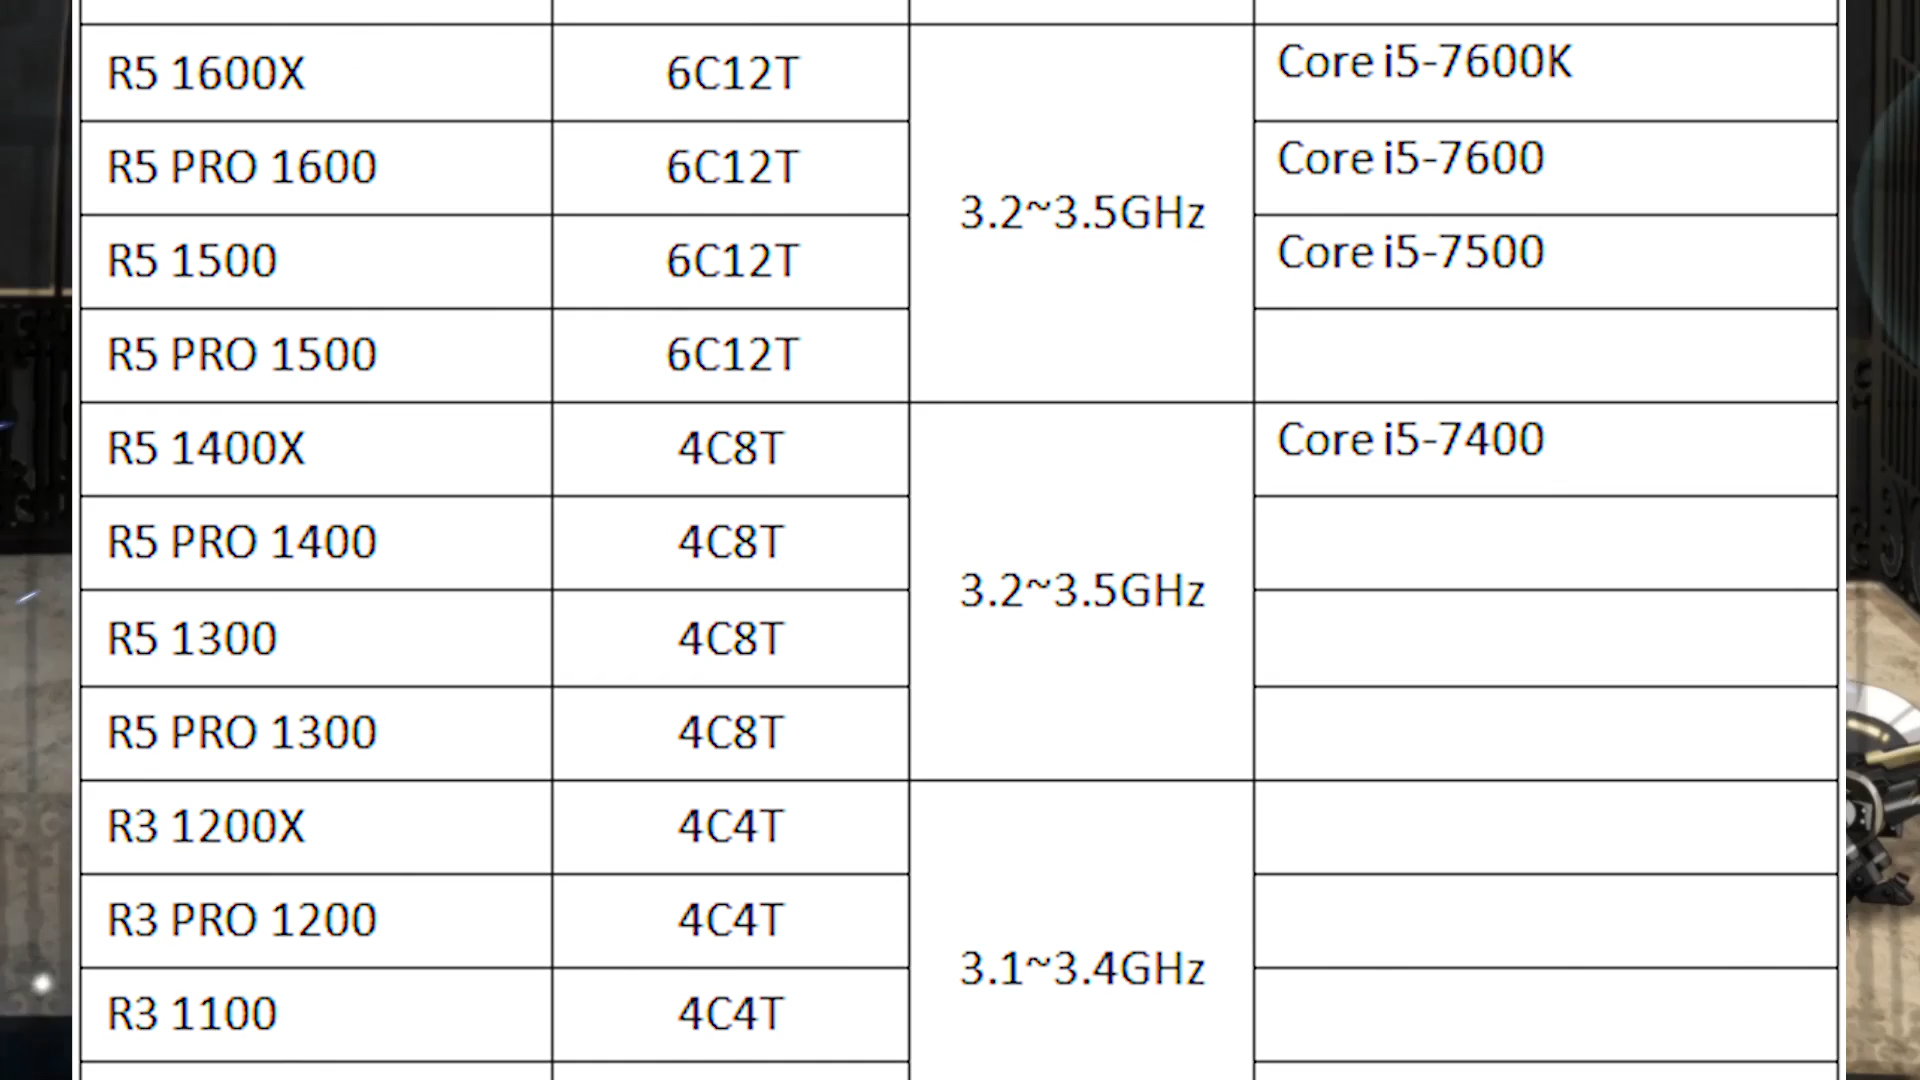 R5 1600X 6C12T 3.2~3.5GHz Core i5-7600K
R5 PRO 1600 6C12T Core i5-7600
R5 1500 6C12T Core i5-7500
R5 PRO 1500 6C12T
R5 1400X 4C8T 3.2~3.5GHz Core i5-7400
R5 PRO 1400 4C8T
R5 1300 4C8T
R5 PRO 1300 4C8T
R3 1200X 4C4T 3.1~3.4GHz
R3 PRO 1200 4C4T
R3 1100 4C4T